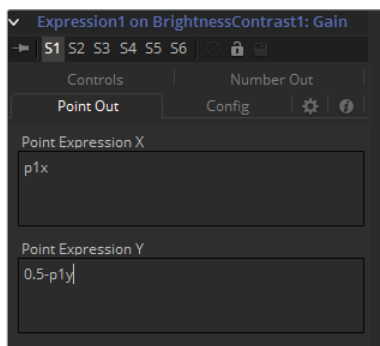 Expression1 on BrightnessContrast1: Gain
S1 S2 S3 S4 S5 S6
Controls Number Out
Point Out Config
Point Expression X
p1x
Point Expression Y
0.5-p1y